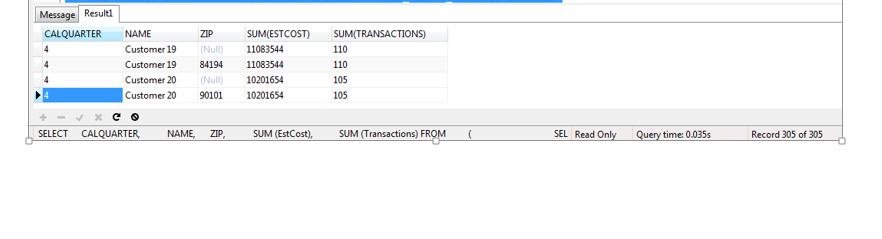 Message Result1
CALQUARTER NAME ZIP SUM(ESTCOST) SUM(TRANSACTIONS)
4 Customer 19 (Null) 11083544 110
4 Customer 19 84194 11083544 110
4 Customer 20 (Null) 10201654 105
4 Customer 20 90101 10201654 105
SELECT CALQUARTER, NAME, ZIP, SUM (EstCost), SUM (Transactions) FROM ( SEL Read Only Query time: 0.035s Record 305 of 305